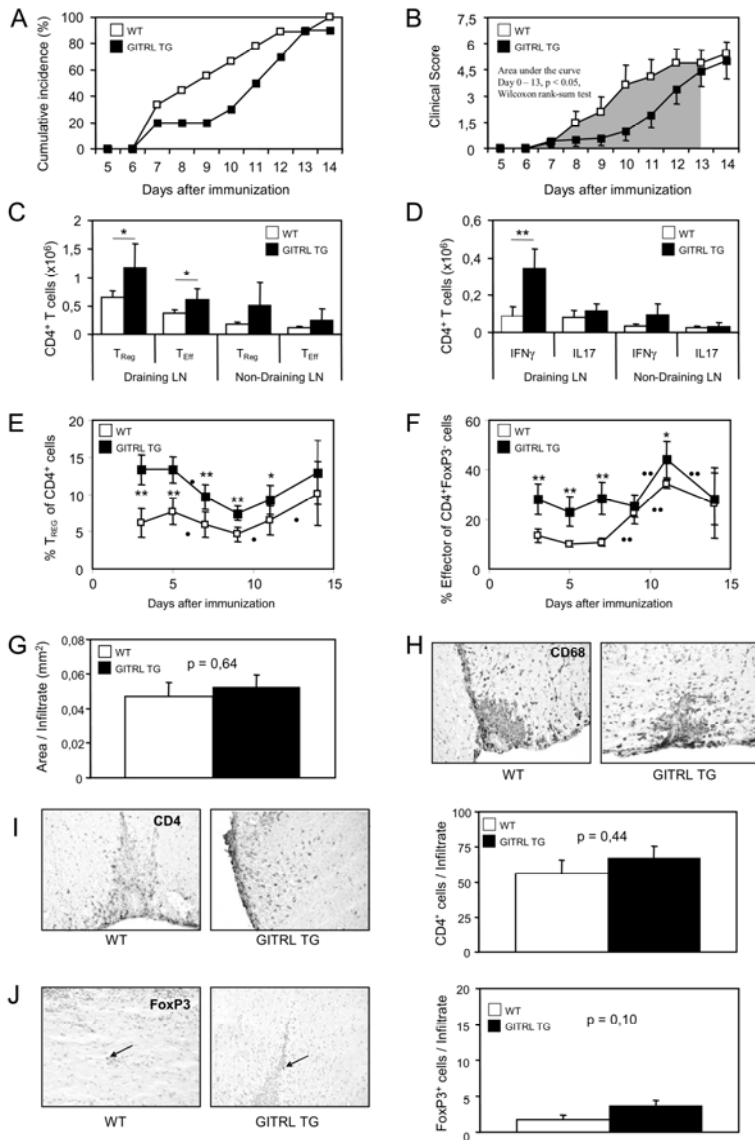 A
Cumulative incidence (%)
100
80
60
40
20
0
WT
GITRL TG
5 6 7 8 9 10 11 12 13 14
Days after immunization
B
Clinical Score
7,5
6
4,5
3
1,5
0
WT
GITRL TG
Area under the curve
Day 0 – 13, p < 0.05,
Wilcoxon rank-sum test
5 6 7 8 9 10 11 12 13 14
Days after immunization
C
CD4⁺ T cells (x10⁶)
2
1,5
1
0,5
0
WT
GITRL TG
*
*
T_Reg T_Eff T_Reg T_Eff
Draining LN Non-Draining LN
D
CD4⁺ T cells (x10⁶)
0,6
0,4
0,2
0
WT
GITRL TG
**
IFNγ IL17 IFNγ IL17
Draining LN Non-Draining LN
E
% T_REG of CD4⁺ cells
20
15
10
5
0
WT
GITRL TG
** ** ** ** *
0 5 10 15
Days after immunization
F
% Effector of CD4⁺FoxP3⁻ cells
60
40
20
0
WT
GITRL TG
** ** ** *
0 5 10 15
Days after immunization
G
Area / Infiltrate (mm²)
0,08
0,06
0,04
0,02
0
WT
GITRL TG
p = 0,64
H
CD68
WT GITRL TG
I
CD4
WT GITRL TG
CD4⁺ cells / Infiltrate
100
75
50
25
0
WT
GITRL TG
p = 0,44
J
FoxP3
WT GITRL TG
FoxP3⁺ cells / Infiltrate
20
15
10
5
0
WT
GITRL TG
p = 0,10